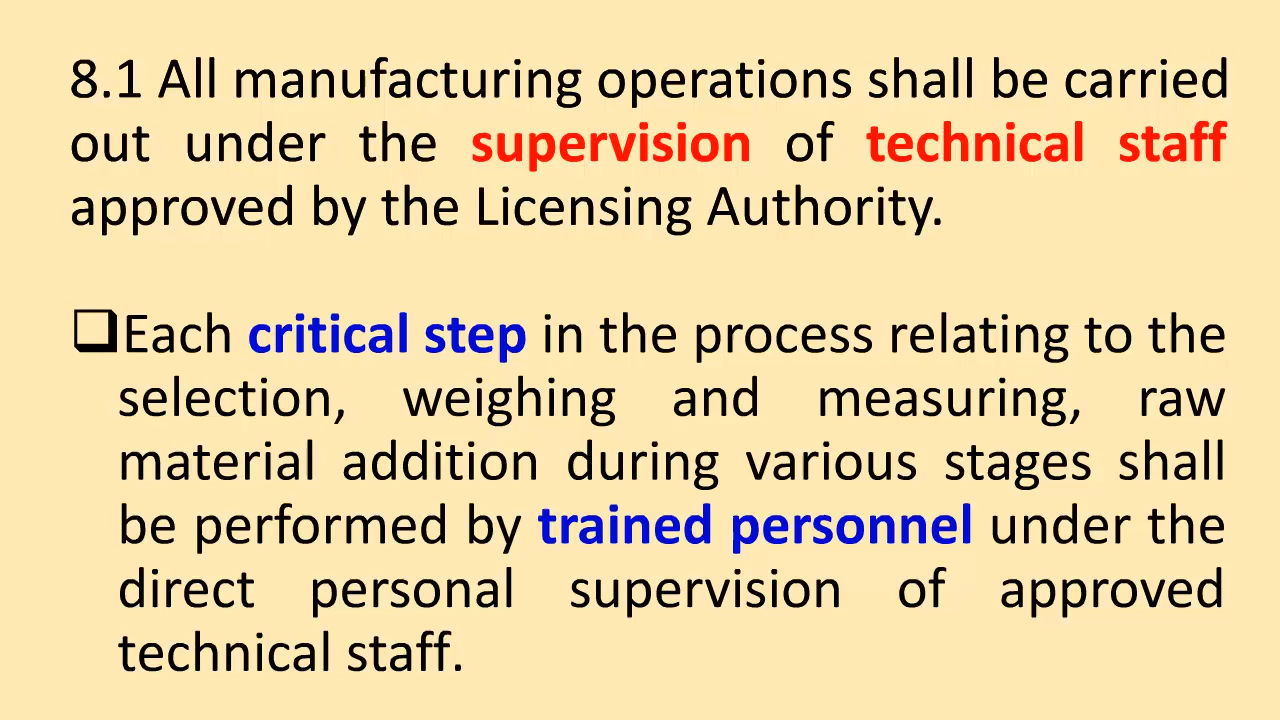 8.1 All manufacturing operations shall be carried
out under the supervision of technical staff
approved by the Licensing Authority.
❑Each critical step in the process relating to the
selection, weighing and measuring, raw
material addition during various stages shall
be performed by trained personnel under the
direct personal supervision of approved
technical staff.